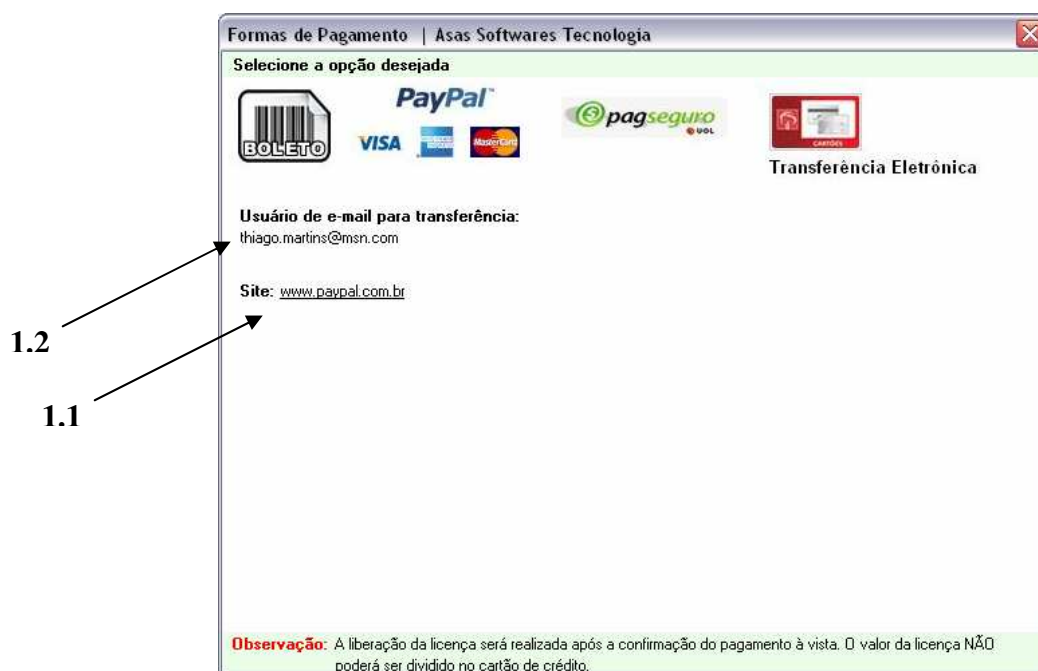 Formas de Pagamento | Asas Softwares Tecnologia
Selecione a opção desejada
BOLETO
PayPal
VISA
MasterCard
pagseguro
UOL
CARTÕES
Transferência Eletrônica
Usuário de e-mail para transferência:
thiago.martins@msn.com
Site: www.paypal.com.br
1.2
1.1
Observação: A liberação da licença será realizada após a confirmação do pagamento à vista. O valor da licença NÃO
poderá ser dividido no cartão de crédito.